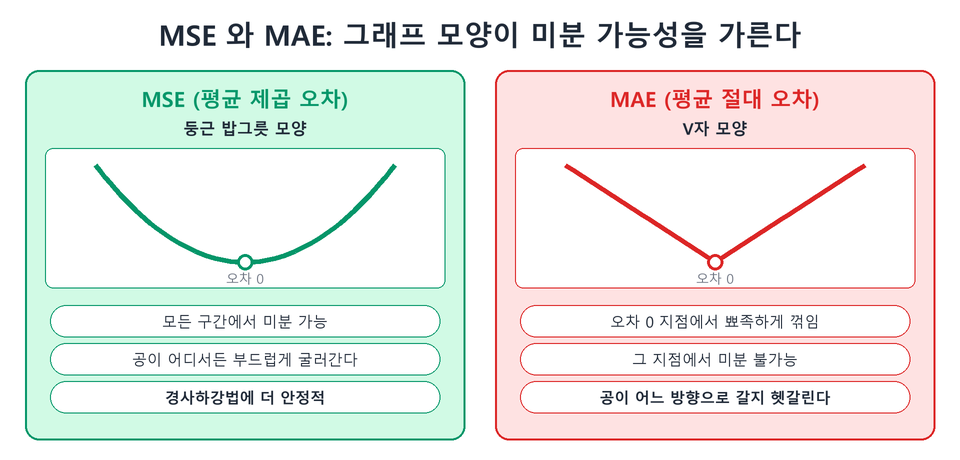 MSE 와 MAE: 그래프 모양이 미분 가능성을 가른다
MSE (평균 제곱 오차)
둥근 밥그릇 모양
오차 0
모든 구간에서 미분 가능
공이 어디서든 부드럽게 굴러간다
경사하강법에 더 안정적
MAE (평균 절대 오차)
V자 모양
오차 0
오차 0 지점에서 뾰족하게 꺾임
그 지점에서 미분 불가능
공이 어느 방향으로 갈지 헷갈린다